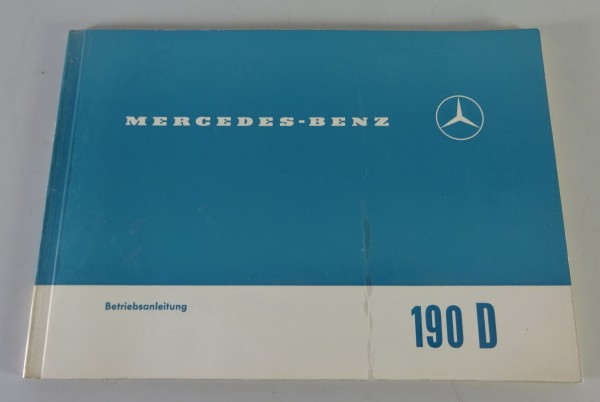 MERCEDES-BENZ
Betriebsanleitung
190 D